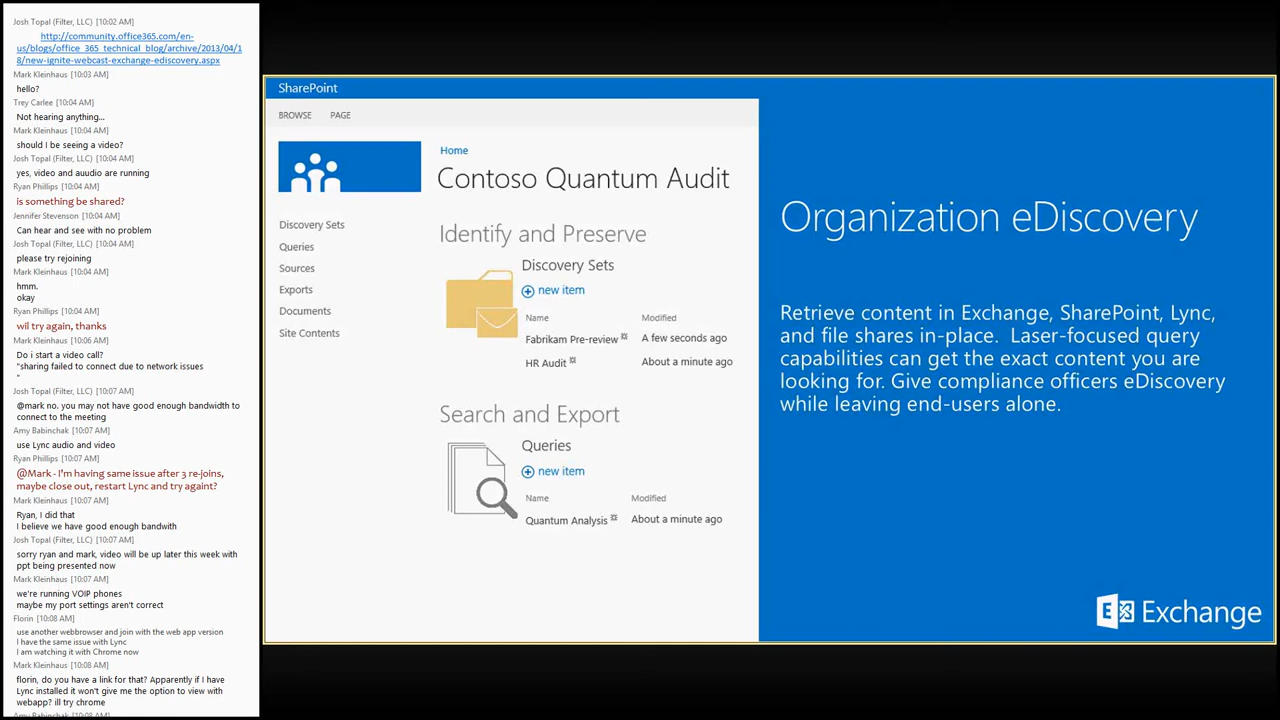 Josh Topal (Filter, LLC) [10:02 AM]
http://community.office365.com/en-
us/blogs/office_365_technical_blog/archive/2013/04/1
8/new-ignite-webcast-exchange-ediscovery.aspx
Mark Kleinhaus [10:03 AM]
hello?
Trey Carlee [10:04 AM]
Not hearing anything...
Mark Kleinhaus [10:04 AM]
should I be seeing a video?
Josh Topal (Filter, LLC) [10:04 AM]
yes, video and auudio are running
Ryan Phillips [10:04 AM]
is something be shared?
Jennifer Stevenson [10:04 AM]
Can hear and see with no problem
Josh Topal (Filter, LLC) [10:04 AM]
please try rejoining
Mark Kleinhaus [10:04 AM]
hmm.
okay
Ryan Phillips [10:04 AM]
wil try again, thanks
Mark Kleinhaus [10:06 AM]
Do i start a video call?
"sharing failed to connect due to network issues
"
Josh Topal (Filter, LLC) [10:07 AM]
@mark no. you may not have good enough bandwidth to
connect to the meeting
Amy Babinchak [10:07 AM]
use Lync audio and video
Ryan Phillips [10:07 AM]
@Mark - I'm having same issue after 3 re-joins,
maybe close out, restart Lync and try againt?
Mark Kleinhaus [10:07 AM]
Ryan, I did that
I believe we have good enough bandwith
Josh Topal (Filter, LLC) [10:07 AM]
sorry ryan and mark, video will be up later this week with
ppt being presented now
Mark Kleinhaus [10:07 AM]
we're running VOIP phones
maybe my port settings aren't correct
Florin [10:08 AM]
use another webbrowser and join with the web app version
I have the same issue with Lync
I am watching it with Chrome now
Mark Kleinhaus [10:08 AM]
florin, do you have a link for that? Apparently if I have
Lync installed it won't give me the option to view with
webapp? ill try chrome
Amy Babinchak [10:08 AM]
SharePoint
BROWSE PAGE
Home
Contoso Quantum Audit
Discovery Sets
Queries
Sources
Exports
Documents
Site Contents
Identify and Preserve
Discovery Sets
new item
Name Modified
Fabrikam Pre-review A few seconds ago
HR Audit About a minute ago
Search and Export
Queries
new item
Name Modified
Quantum Analysis About a minute ago
Organization eDiscovery
Retrieve content in Exchange, SharePoint, Lync,
and file shares in-place. Laser-focused query
capabilities can get the exact content you are
looking for. Give compliance officers eDiscovery
while leaving end-users alone.
Exchange